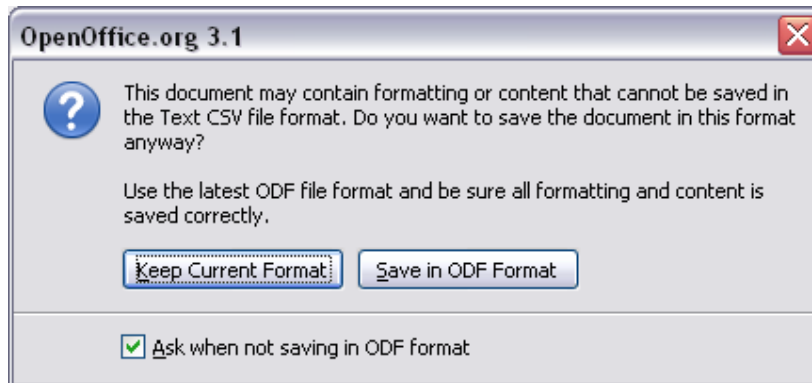 OpenOffice.org 3.1
This document may contain formatting or content that cannot be saved in
the Text CSV file format. Do you want to save the document in this format
anyway?
Use the latest ODF file format and be sure all formatting and content is
saved correctly.
Keep Current Format Save in ODF Format
Ask when not saving in ODF format